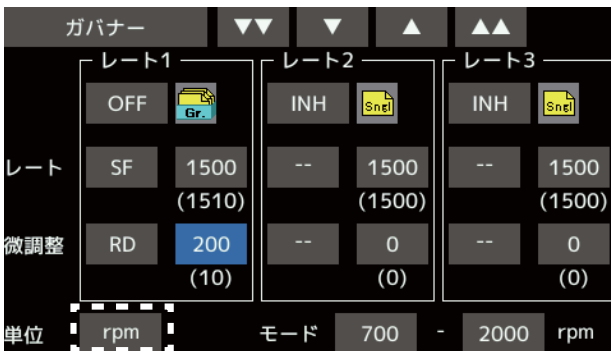 ガバナー ▼▼ ▼ ▲ ▲▲
レート1 レート2 レート3
OFF Gr. INH Sngl INH Sngl
レート SF 1500 -- 1500 -- 1500
(1510) (1500) (1500)
微調整 RD 200 -- 0 -- 0
(10) (0) (0)
単位 rpm モード 700 - 2000 rpm